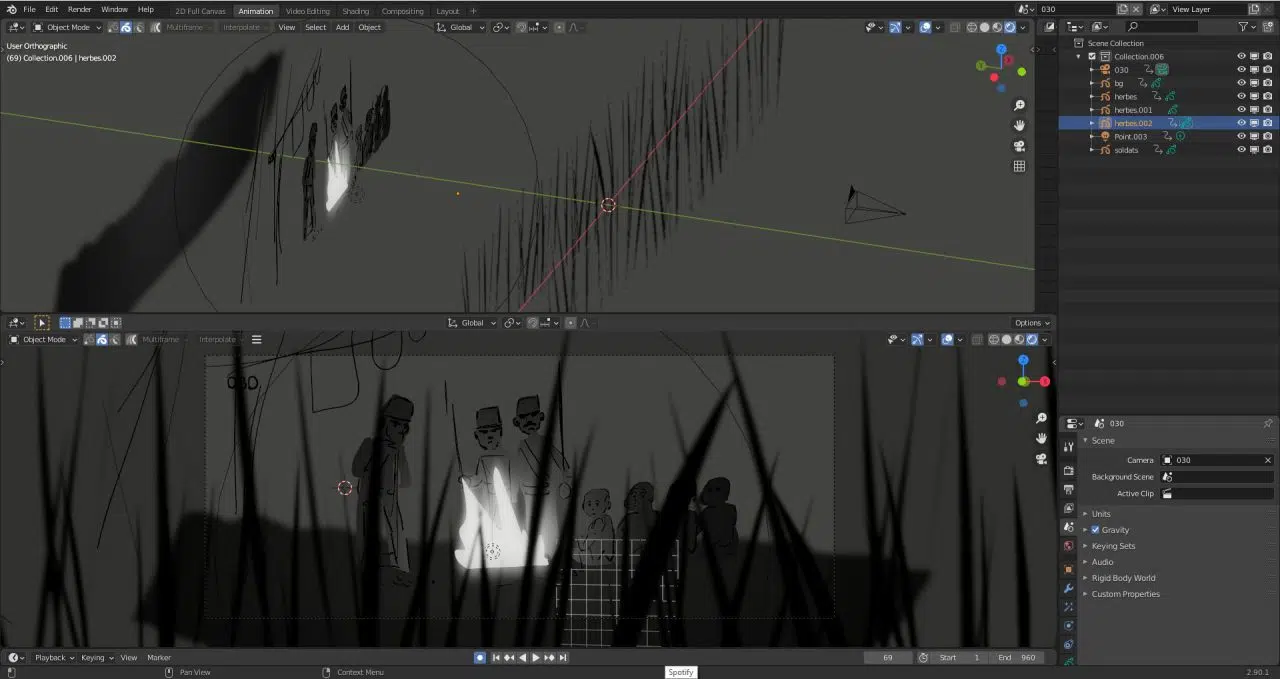 File Edit Render Window Help 2D Full Canvas Animation Video Editing Shading Compositing Layout + 030 View Layer
Object Mode Multiframe Interpolate View Select Add Object Global
User Orthographic
(69) Collection.006 | herbes.002
Scene Collection
Collection.006
030
bg
herbes
herbes.001
herbes.002
Point.003
soldats
Global Options
Object Mode Multiframe Interpolate
030
Z
X
030
Scene
Camera 030
Background Scene
Active Clip
Units
Gravity
Keying Sets
Audio
Rigid Body World
Custom Properties
Playback Keying View Marker 69 Start 1 End 960
Pan View Context Menu Spotify 2.90.1